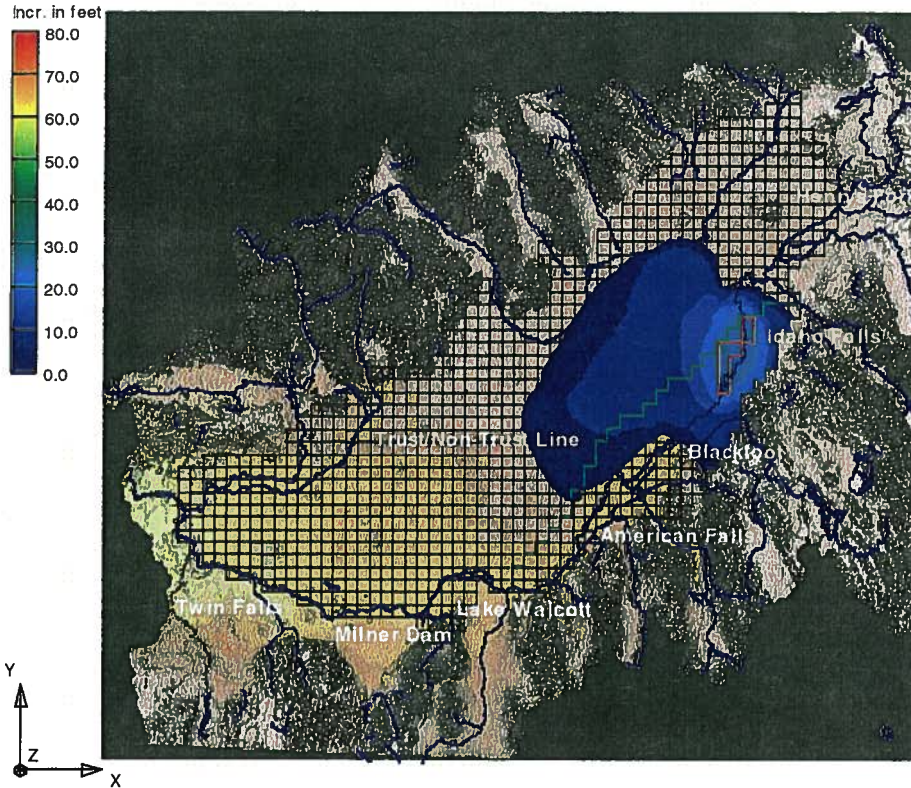 Incr. in feet
80.0
70.0
60.0
50.0
40.0
30.0
20.0
10.0
0.0
Idaho Falls
Trust/Non-Trust Line
Blackfoo
American Falls
Twin Falls
Lake Walcott
Milner Dam
Y
Z
X